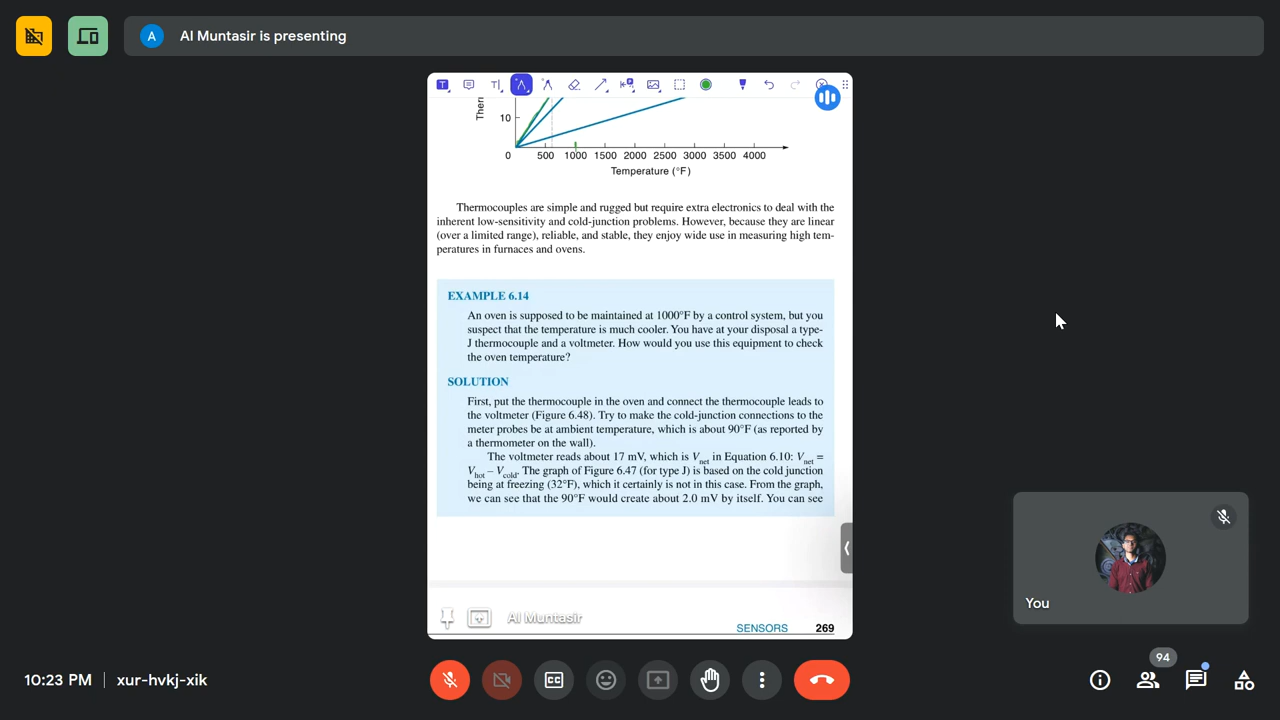 A Al Muntasir is presenting
T T
Ther
10
0 500 1000 1500 2000 2500 3000 3500 4000
Temperature (°F)
Thermocouples are simple and rugged but require extra electronics to deal with the
inherent low-sensitivity and cold-junction problems. However, because they are linear
(over a limited range), reliable, and stable, they enjoy wide use in measuring high tem-
peratures in furnaces and ovens.
EXAMPLE 6.14
An oven is supposed to be maintained at 1000°F by a control system, but you
suspect that the temperature is much cooler. You have at your disposal a type-
J thermocouple and a voltmeter. How would you use this equipment to check
the oven temperature?
SOLUTION
First, put the thermocouple in the oven and connect the thermocouple leads to
the voltmeter (Figure 6.48). Try to make the cold-junction connections to the
meter probes be at ambient temperature, which is about 90°F (as reported by
a thermometer on the wall).
The voltmeter reads about 17 mV, which is Vnet in Equation 6.10: Vnet =
Vhot – Vcold. The graph of Figure 6.47 (for type J) is based on the cold junction
being at freezing (32°F), which it certainly is not in this case. From the graph,
we can see that the 90°F would create about 2.0 mV by itself. You can see
Al Muntasir
SENSORS 269
You
10:23 PM | xur-hvkj-xik
94